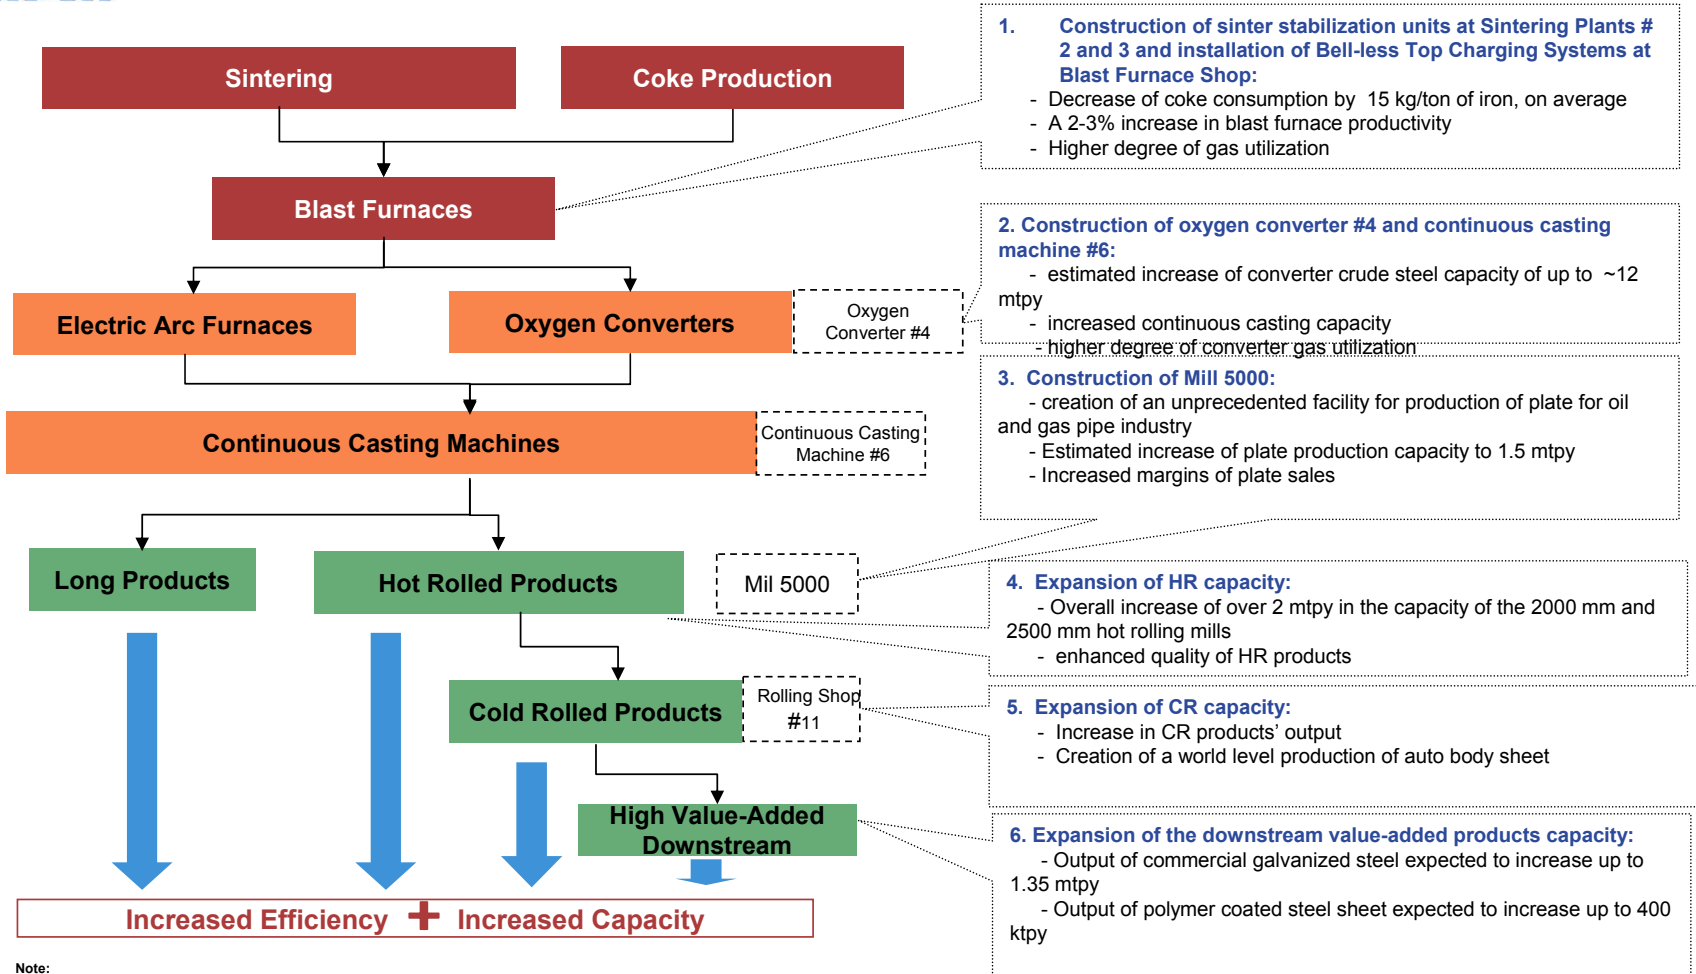 Sintering
Coke Production
Blast Furnaces
Electric Arc Furnaces
Oxygen Converters
Oxygen
Converter #4
Continuous Casting Machines
Continuous Casting
Machine #6
Long Products
Hot Rolled Products
Mil 5000
Cold Rolled Products
Rolling Shop
#11
High Value-Added
Downstream
Increased Efficiency + Increased Capacity
Note:
1. Construction of sinter stabilization units at Sintering Plants #
2 and 3 and installation of Bell-less Top Charging Systems at
Blast Furnace Shop:
- Decrease of coke consumption by 15 kg/ton of iron, on average
- A 2-3% increase in blast furnace productivity
- Higher degree of gas utilization
2. Construction of oxygen converter #4 and continuous casting
machine #6:
- estimated increase of converter crude steel capacity of up to ~12
mtpy
- increased continuous casting capacity
- higher degree of converter gas utilization
3. Construction of Mill 5000:
- creation of an unprecedented facility for production of plate for oil
and gas pipe industry
- Estimated increase of plate production capacity to 1.5 mtpy
- Increased margins of plate sales
4. Expansion of HR capacity:
- Overall increase of over 2 mtpy in the capacity of the 2000 mm and
2500 mm hot rolling mills
- enhanced quality of HR products
5. Expansion of CR capacity:
- Increase in CR products’ output
- Creation of a world level production of auto body sheet
6. Expansion of the downstream value-added products capacity:
- Output of commercial galvanized steel expected to increase up to
1.35 mtpy
- Output of polymer coated steel sheet expected to increase up to 400
ktpy